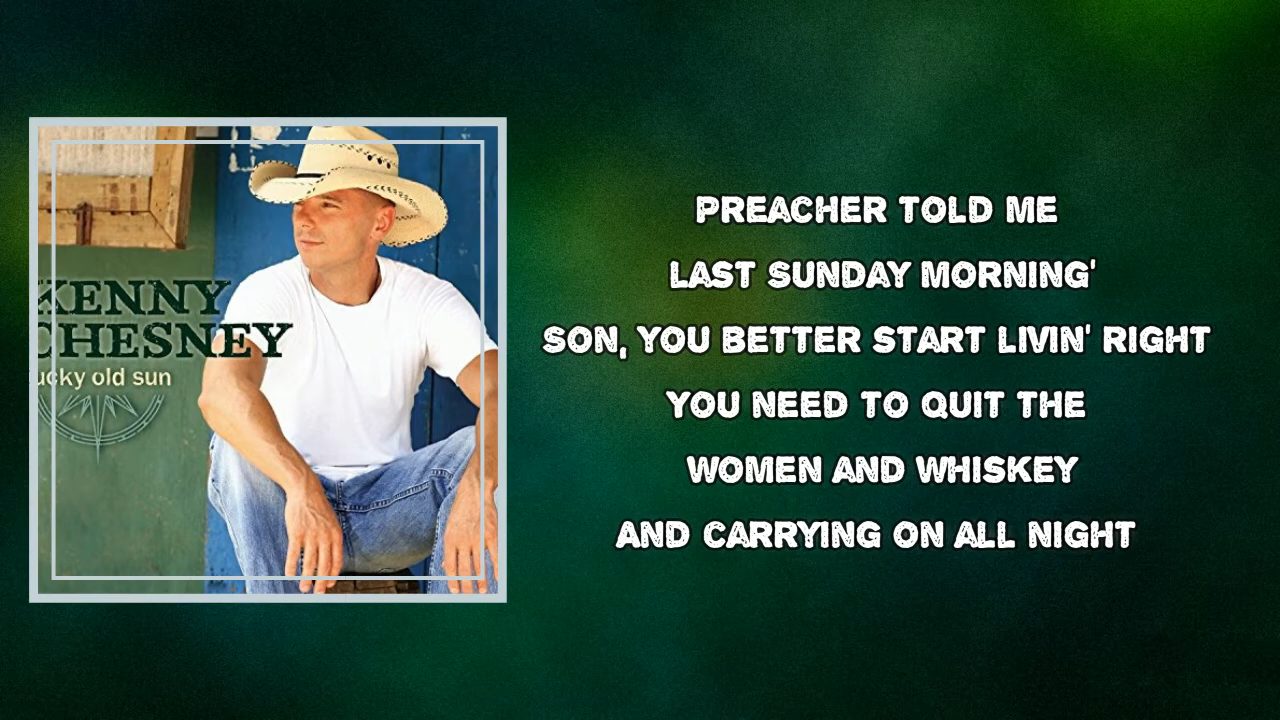 KENNY
CHESNEY
ucky old sun
PREACHER TOLD ME
LAST SUNDAY MORNING'
SON, YOU BETTER START LIVIN' RIGHT
YOU NEED TO QUIT THE
WOMEN AND WHISKEY
AND CARRYING ON ALL NIGHT